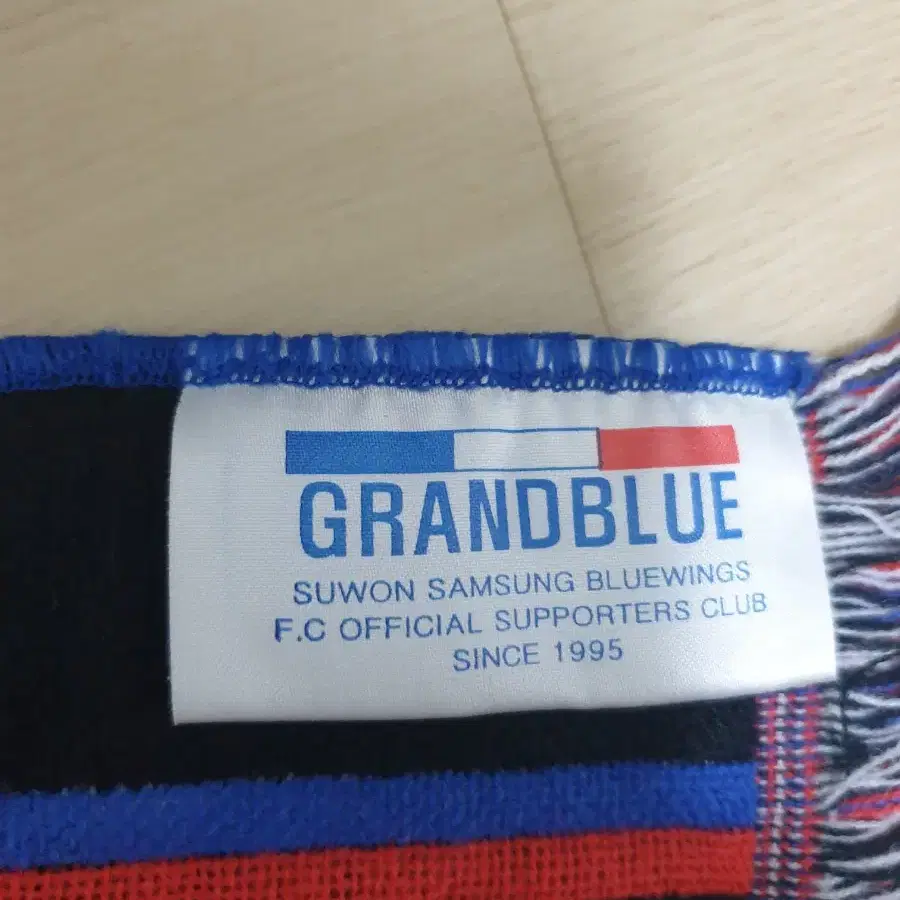 GRANDBLUE
SUWON SAMSUNG BLUEWINGS
F.C OFFICIAL SUPPORTERS CLUB
SINCE 1995